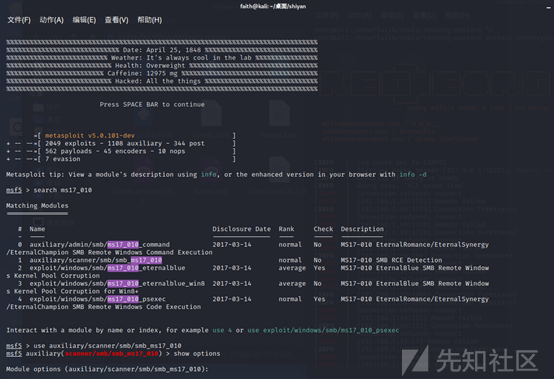 faith@kali: ~/桌面/shiyan
文件(F) 动作(A) 编辑(E) 查看(V) 帮助(H)
%%%%%%%%%%%%%%%%%%%%%%%%%%%%%%%%%%%%%%%%%%%%%%%%%%%%%%%%%%%%%%%%%%%%%%%%%%%%%%%
%%%%%%%%%%%%%%%%%%%%%%%%%%%% Date: April 25, 1848 %%%%%%%%%%%%%%%%%%%%%%%%%%%%%
%%%%%%%%%%%%%%%%%%%%%%%%%% Weather: It's always cool in the lab %%%%%%%%%%%%%%%%
%%%%%%%%%%%%%%%%%%%%%%%%%%% Health: Overweight %%%%%%%%%%%%%%%%%%%%%%%%%%%%%%%%%
%%%%%%%%%%%%%%%%%%%%%%%%% Caffeine: 12975 mg %%%%%%%%%%%%%%%%%%%%%%%%%%%%%%%%%%%
%%%%%%%%%%%%%%%%%%%%%%%%%%% Hacked: All the things %%%%%%%%%%%%%%%%%%%%%%%%%%%%%
%%%%%%%%%%%%%%%%%%%%%%%%%%%%%%%%%%%%%%%%%%%%%%%%%%%%%%%%%%%%%%%%%%%%%%%%%%%%%%%
Press SPACE BAR to continue
=[ metasploit v5.0.101-dev ]
+ -- --=[ 2049 exploits - 1108 auxiliary - 344 post ]
+ -- --=[ 562 payloads - 45 encoders - 10 nops ]
+ -- --=[ 7 evasion ]
Metasploit tip: View a module's description using info, or the enhanced version in your browser with info -d
msf5 > search ms17_010
Matching Modules
================
# Name Disclosure Date Rank Check Description
- ---- --------------- ---- ----- -----------
0 auxiliary/admin/smb/ms17_010_command 2017-03-14 normal No MS17-010 EternalRomance/EternalSynergy
/EternalChampion SMB Remote Windows Command Execution
1 auxiliary/scanner/smb/smb_ms17_010 normal No MS17-010 SMB RCE Detection
2 exploit/windows/smb/ms17_010_eternalblue 2017-03-14 average Yes MS17-010 EternalBlue SMB Remote Window
s Kernel Pool Corruption
3 exploit/windows/smb/ms17_010_eternalblue_win8 2017-03-14 average No MS17-010 EternalBlue SMB Remote Window
s Kernel Pool Corruption for Win8+
4 exploit/windows/smb/ms17_010_psexec 2017-03-14 normal Yes MS17-010 EternalRomance/EternalSynergy
/EternalChampion SMB Remote Windows Code Execution
Interact with a module by name or index, for example use 4 or use exploit/windows/smb/ms17_010_psexec
msf5 > use auxiliary/scanner/smb/smb_ms17_010
msf5 auxiliary(scanner/smb/smb_ms17_010) > show options
Module options (auxiliary/scanner/smb/smb_ms17_010):
先知社区